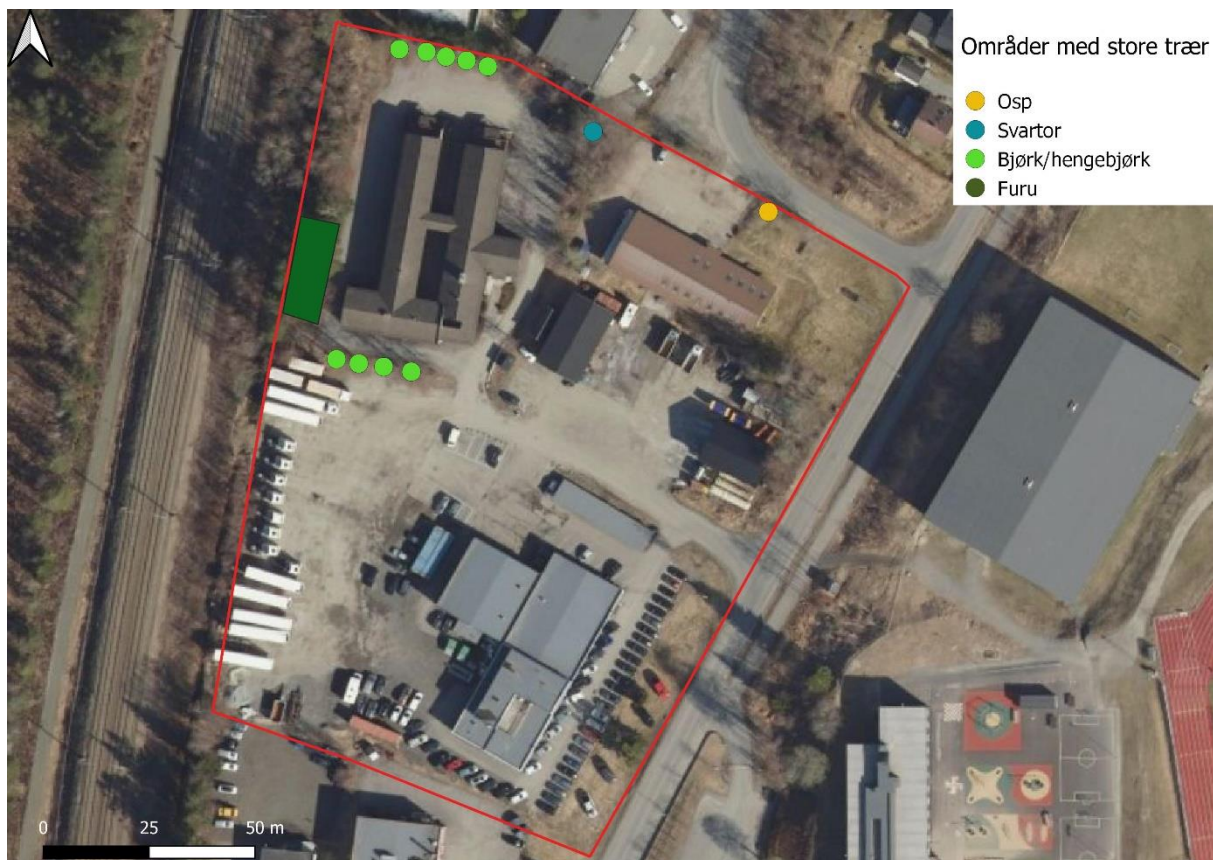 Områder med store trær
Osp
Svartor
Bjørk/hengebjørk
Furu
0 25 50 m